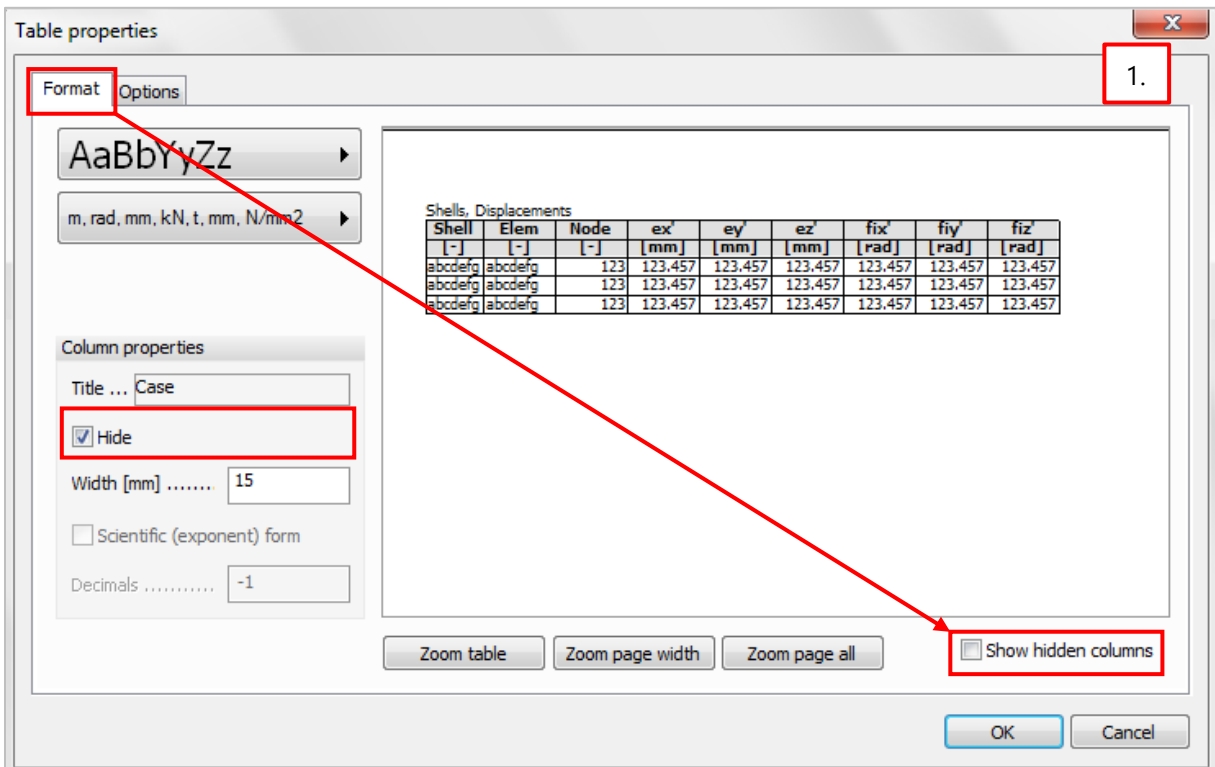 Table properties
1.
Format Options
AaBbYyZz
m, rad, mm, kN, t, mm, N/mm2
Shells, Displacements
Shell Elem Node ex' ey' ez' fix' fiy' fiz'
[-] [-] [-] [mm] [mm] [mm] [rad] [rad] [rad]
abcdefg abcdefg 123 123.457 123.457 123.457 123.457 123.457 123.457
abcdefg abcdefg 123 123.457 123.457 123.457 123.457 123.457 123.457
abcdefg abcdefg 123 123.457 123.457 123.457 123.457 123.457 123.457
Column properties
Title ... Case
Hide
Width [mm] ....... 15
Scientific (exponent) form
Decimals ........... -1
Zoom table Zoom page width Zoom page all Show hidden columns
OK Cancel